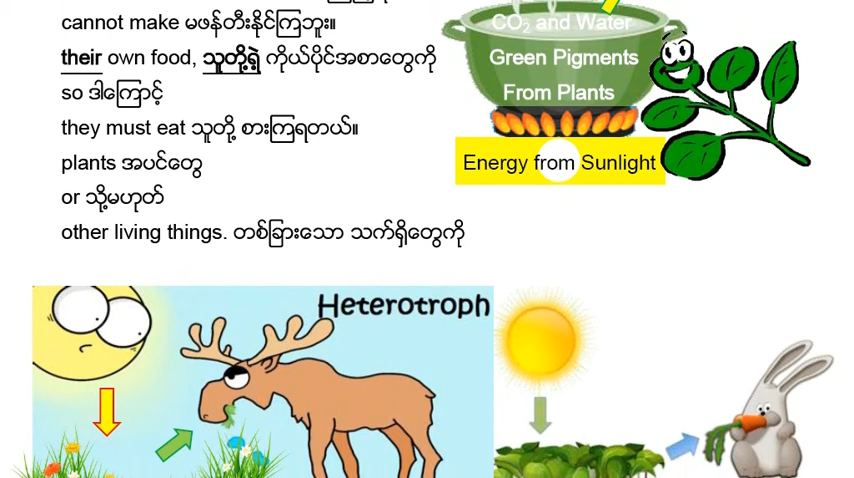 cannot make မဖန်တီးနိုင်ကြဘူး။
their own food, သူတို့ရဲ့ ကိုယ်ပိုင်အစာတွေကို
so ဒါကြောင့်
they must eat သူတို့ စားကြရတယ်။
plants အပင်တွေ
or သို့မဟုတ်
other living things. တစ်ခြားသော သက်ရှိတွေကို
CO₂ and Water
Green Pigments
From Plants
Energy from Sunlight
Heterotroph